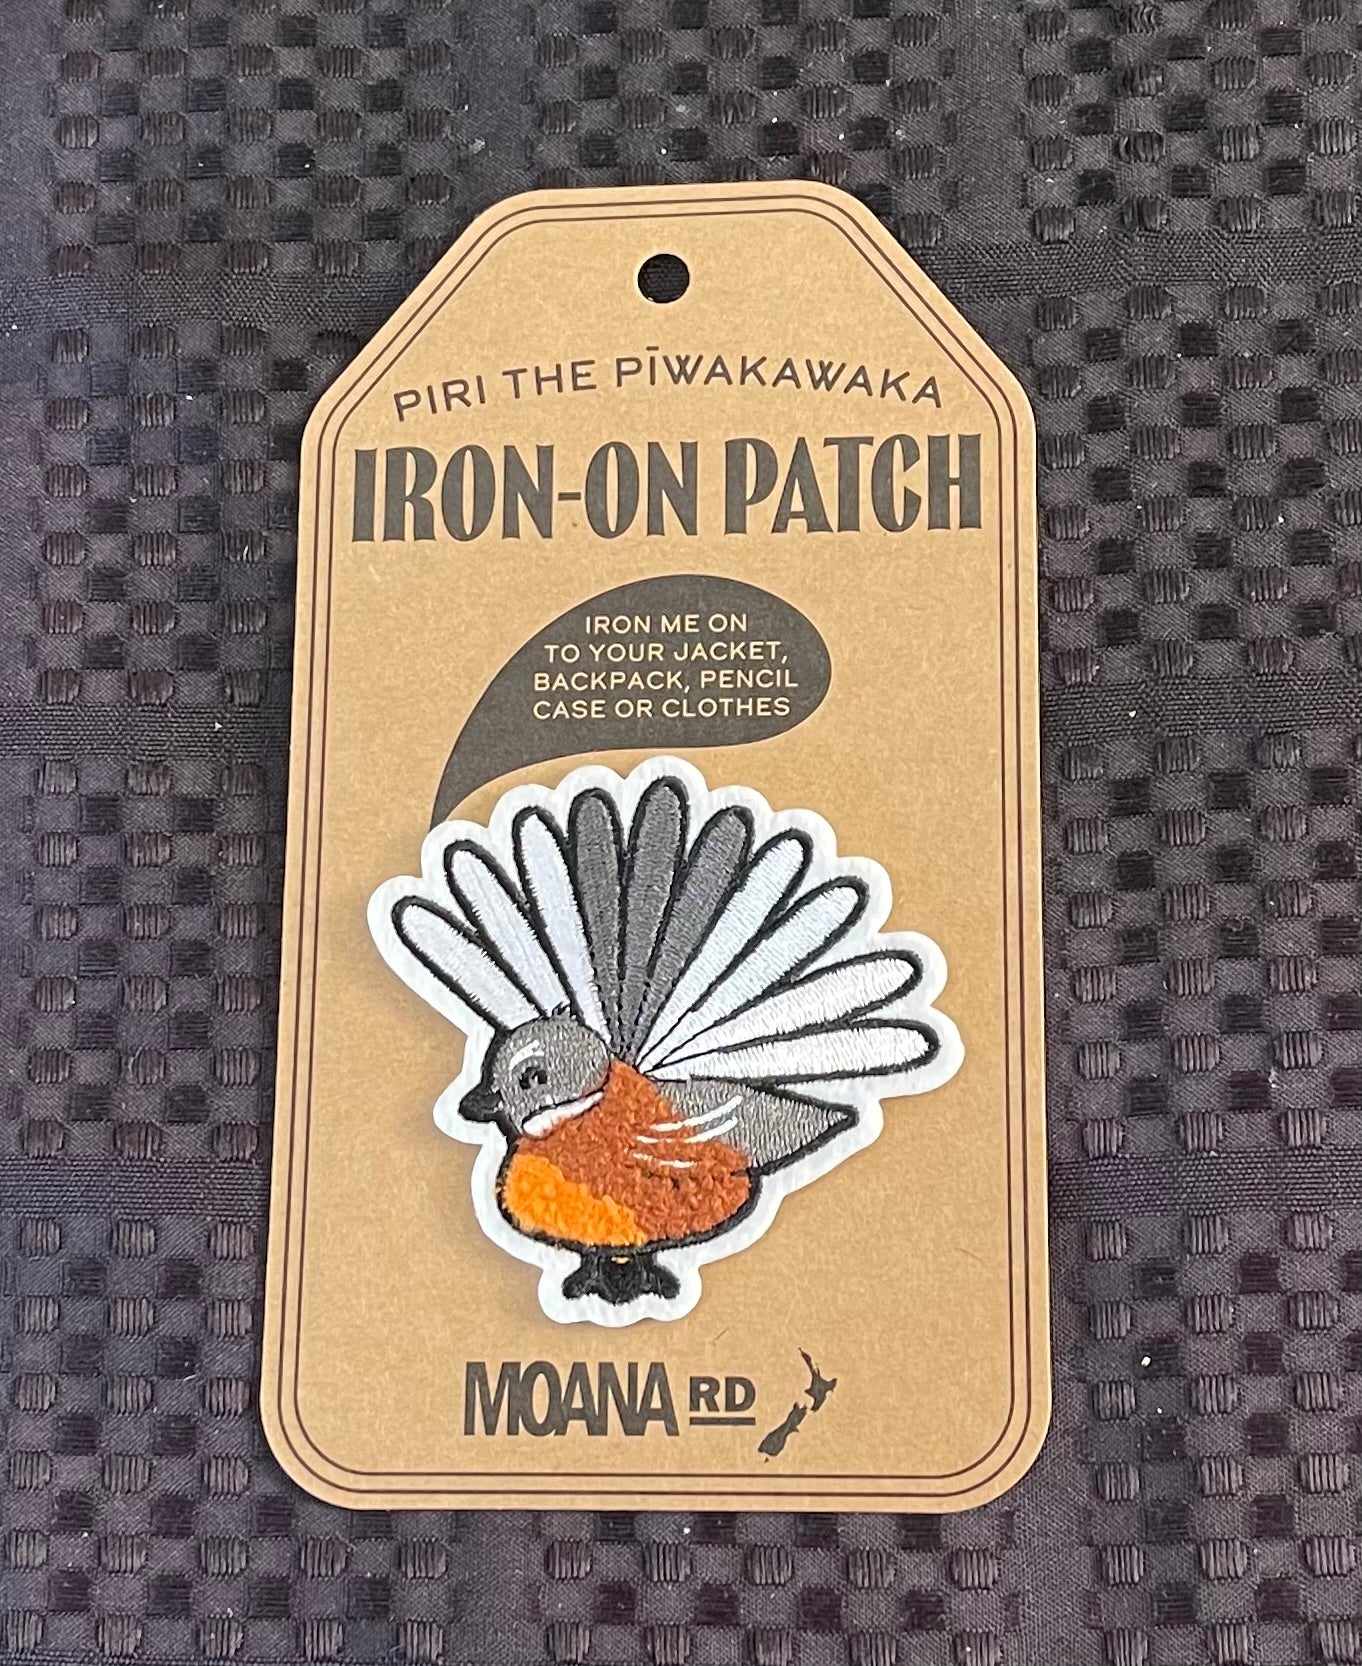 PIRI THE PĪWAKAWAKA
IRON-ON PATCH
IRON ME ON
TO YOUR JACKET,
BACKPACK, PENCIL
CASE OR CLOTHES
MOANA RD